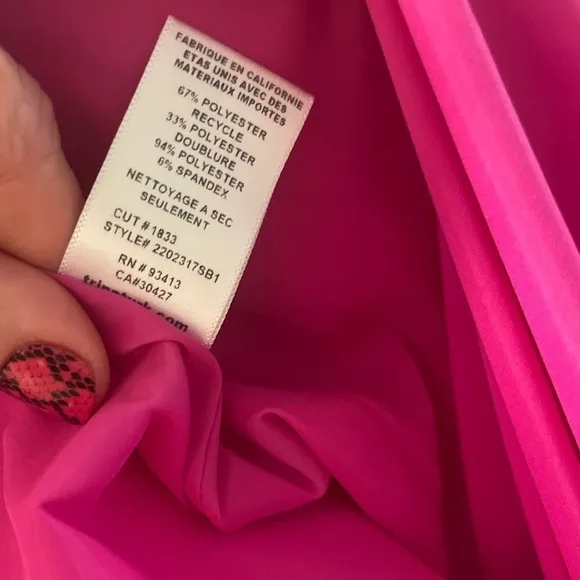 FABRIQUE EN CALIFORNIE
ETAS UNIS AVEC DES
MATERIAUX IMPORTES
67% POLYESTER
RECYCLE
33% POLYESTER
DOUBLURE
94% POLYESTER
6% SPANDEX
NETTOYAGE A SEC
SEULEMENT
CUT # 1833
STYLE# 2202317SB1
RN # 93413
CA#30427